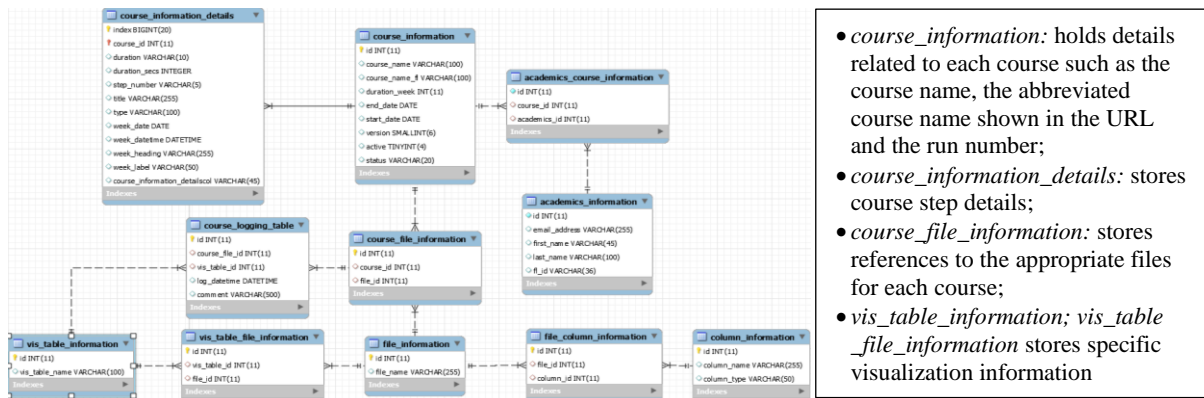 course_information_details
index BIGINT(20)
course_id INT(11)
duration VARCHAR(10)
duration_secs INTEGER
step_number VARCHAR(5)
title VARCHAR(255)
type VARCHAR(100)
week_date DATE
week_datetime DATETIME
week_heading VARCHAR(255)
week_label VARCHAR(50)
course_information_detailscol VARCHAR(45)
Indexes
course_information
id INT(11)
course_name VARCHAR(100)
course_name_fl VARCHAR(100)
duration_week INT(11)
end_date DATE
start_date DATE
version SMALLINT(6)
active TINYINT(4)
status VARCHAR(20)
Indexes
academics_course_information
id INT(11)
course_id INT(11)
academics_id INT(11)
Indexes
academics_information
id INT(11)
email_address VARCHAR(255)
first_name VARCHAR(45)
last_name VARCHAR(100)
fl_id VARCHAR(36)
Indexes
course_logging_table
id INT(11)
course_file_id INT(11)
vis_table_id INT(11)
log_datetime DATETIME
comment VARCHAR(500)
Indexes
course_file_information
id INT(11)
course_id INT(11)
file_id INT(11)
Indexes
vis_table_information
id INT(11)
vis_table_name VARCHAR(100)
Indexes
vis_table_file_information
id INT(11)
vis_table_id INT(11)
file_id INT(11)
Indexes
file_information
id INT(11)
file_name VARCHAR(255)
Indexes
file_column_information
id INT(11)
file_id INT(11)
column_id INT(11)
Indexes
column_information
id INT(11)
column_name VARCHAR(255)
column_type VARCHAR(50)
Indexes
• course_information: holds details
related to each course such as the
course name, the abbreviated
course name shown in the URL
and the run number;
• course_information_details: stores
course step details;
• course_file_information: stores
references to the appropriate files
for each course;
• vis_table_information; vis_table
_file_information stores specific
visualization information